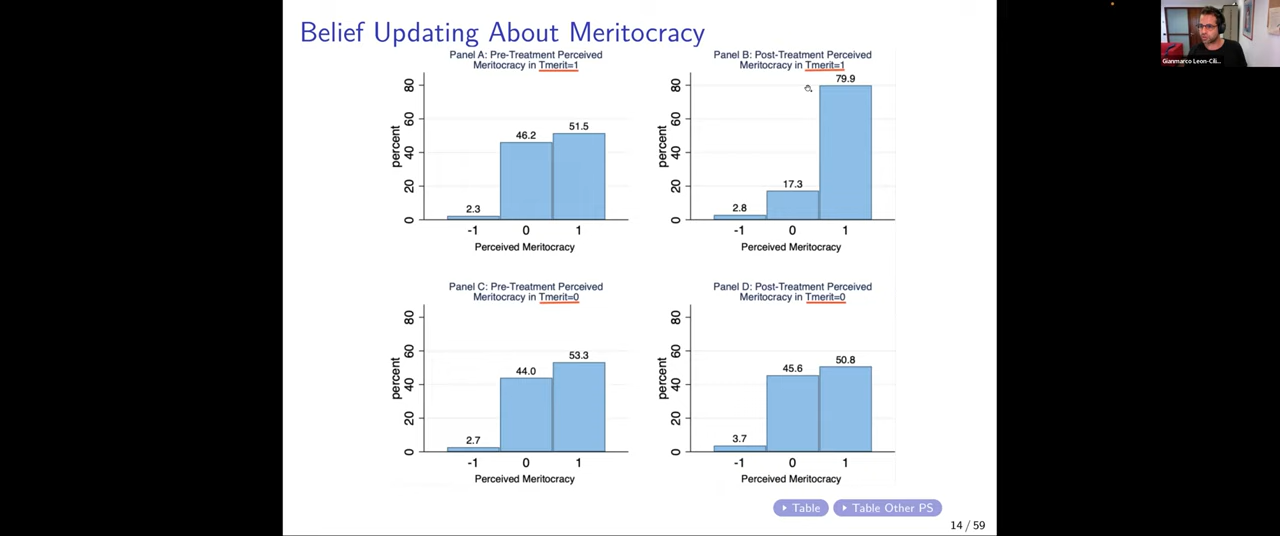 Belief Updating About Meritocracy
Panel A: Pre-Treatment Perceived
Meritocracy in Tmerit=1
percent
80
60
40
20
0
2.3
46.2
51.5
-1
0
1
Perceived Meritocracy
Panel B: Post-Treatment Perceived
Meritocracy in Tmerit=1
percent
80
60
40
20
0
2.8
17.3
79.9
-1
0
1
Perceived Meritocracy
Panel C: Pre-Treatment Perceived
Meritocracy in Tmerit=0
percent
80
60
40
20
0
2.7
44.0
53.3
-1
0
1
Perceived Meritocracy
Panel D: Post-Treatment Perceived
Meritocracy in Tmerit=0
percent
80
60
40
20
0
3.7
45.6
50.8
-1
0
1
Perceived Meritocracy
Table
Table Other PS
14 / 59
Gianmarco Leon-Cili...